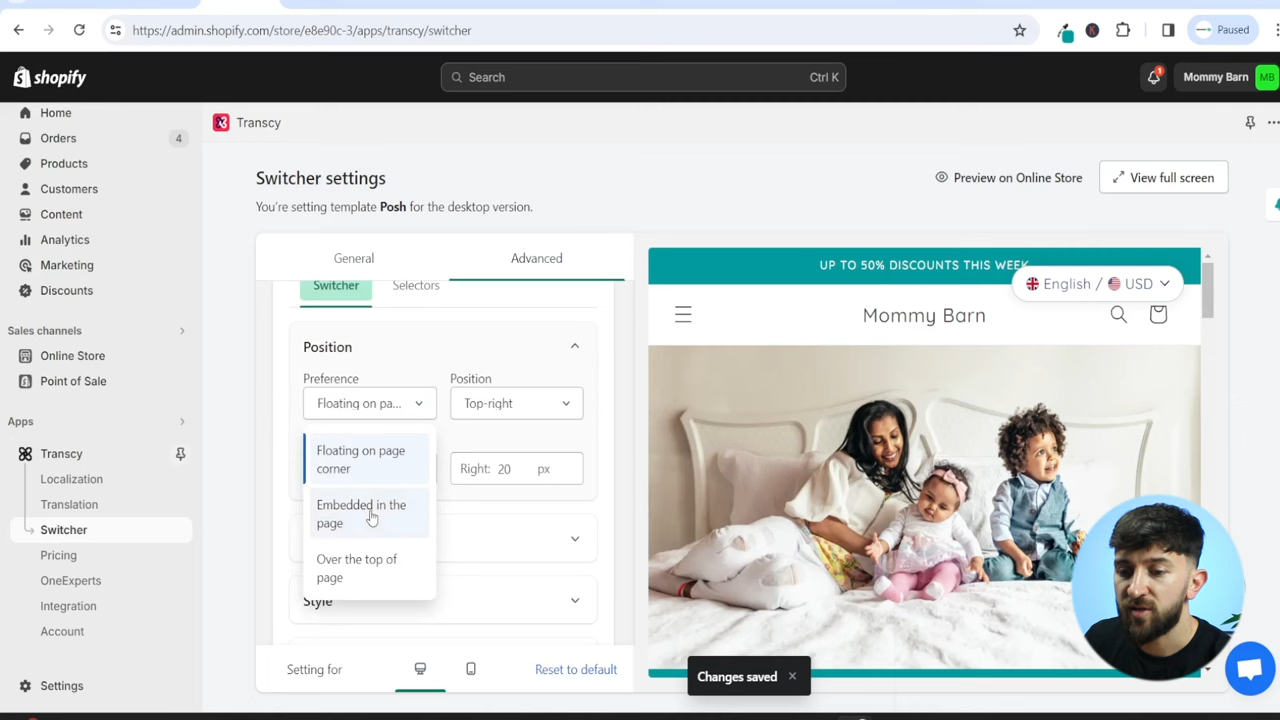 https://admin.shopify.com/store/e8e90c-3/apps/transcy/switcher
Paused
shopify
Search
Ctrl K
1
Mommy Barn
MB
Home
Orders
4
Products
Customers
Content
Analytics
Marketing
Discounts
Sales channels
Online Store
Point of Sale
Apps
Transcy
Localization
Translation
Switcher
Pricing
OneExperts
Integration
Account
Settings
Transcy
Switcher settings
Preview on Online Store
View full screen
You're setting template Posh for the desktop version.
General
Advanced
Switcher
Selectors
Position
Preference
Position
Floating on pa...
Top-right
Floating on page
corner
Right: 20 px
Embedded in the
page
Over the top of
page
Style
Setting for
Reset to default
UP TO 50% DISCOUNTS THIS WEEK
English / USD
Mommy Barn
Changes saved